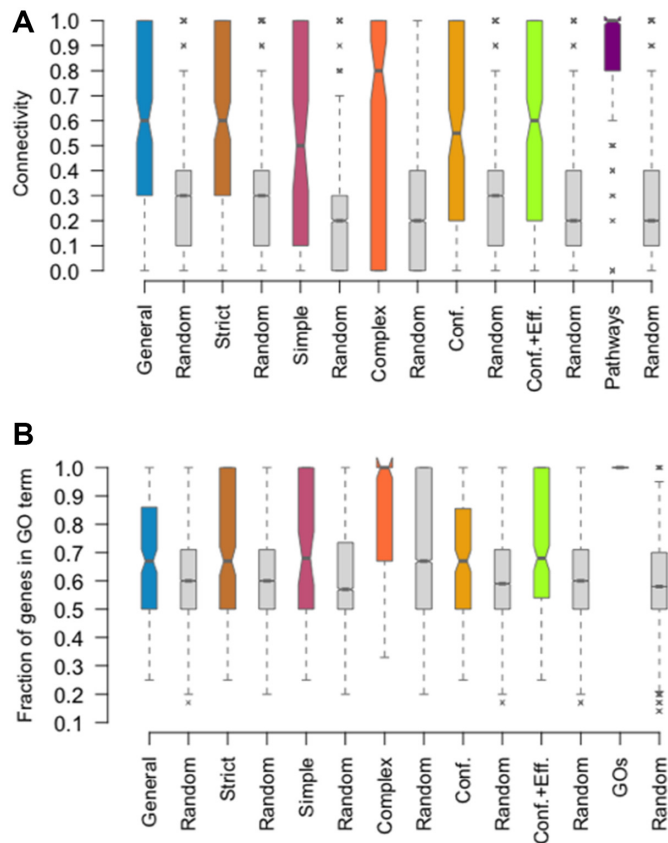 A
Connectivity
1.0
0.9
0.8
0.7
0.6
0.5
0.4
0.3
0.2
0.1
0.0
General
Random
Strict
Random
Simple
Random
Complex
Random
Conf.
Random
Conf.+Eff.
Random
Pathways
Random
B
Fraction of genes in GO term
1.0
0.9
0.8
0.7
0.6
0.5
0.4
0.3
0.2
0.1
General
Random
Strict
Random
Simple
Random
Complex
Random
Conf.
Random
Conf.+Eff.
Random
GOs
Random